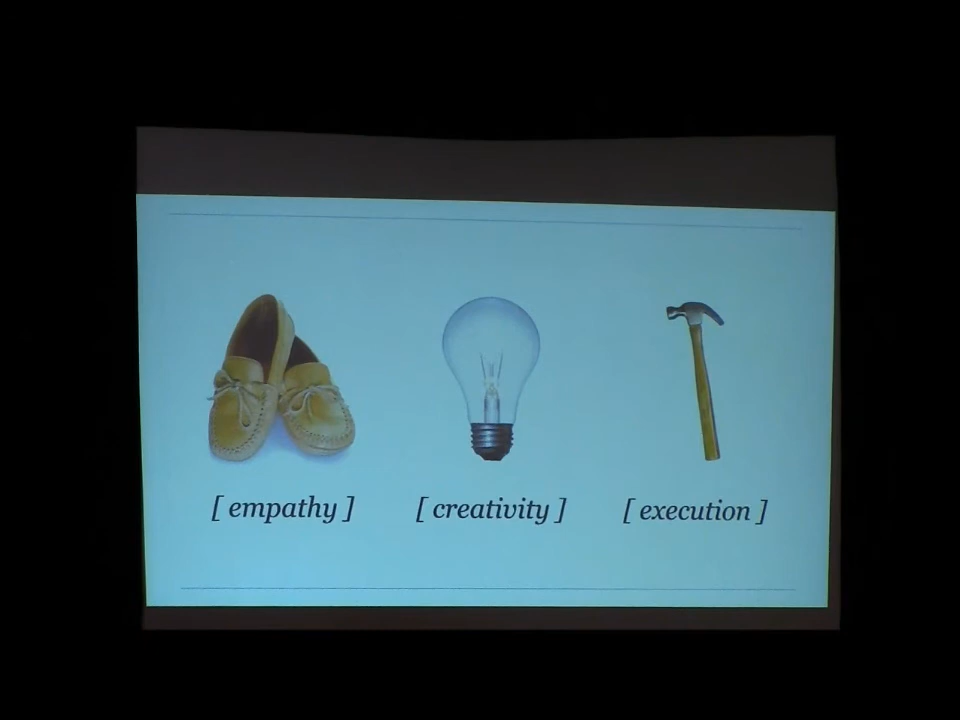 [ empathy ] [ creativity ] [ execution ]